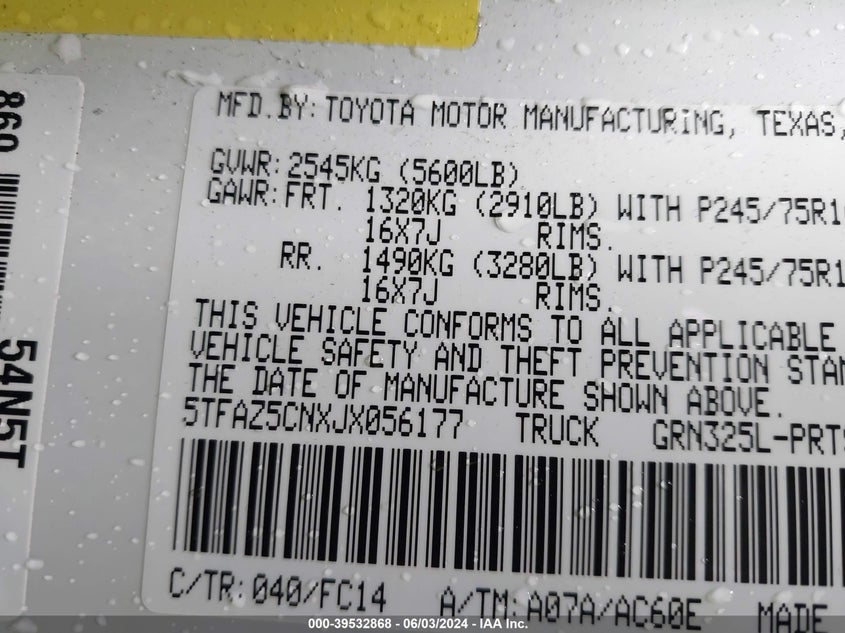 MFD.BY: TOYOTA MOTOR MANUFACTURING, TEXAS,
GVWR: 2545KG (5600LB)
GAWR: FRT. 1320KG (2910LB) WITH P245/75R1
16X7J RIMS.
RR. 1490KG (3280LB) WITH P245/75R1
16X7J RIMS.
THIS VEHICLE CONFORMS TO ALL APPLICABLE
VEHICLE SAFETY AND THEFT PREVENTION STAN
THE DATE OF MANUFACTURE SHOWN ABOVE.
5TFAZ5CNXJX056177 TRUCK GRN325L-PRTS
C/TR: 040/FC14 A/TM: A07A/AC60E MADE
860
54N5T
000-39532868 - 06/03/2024 - IAA Inc.